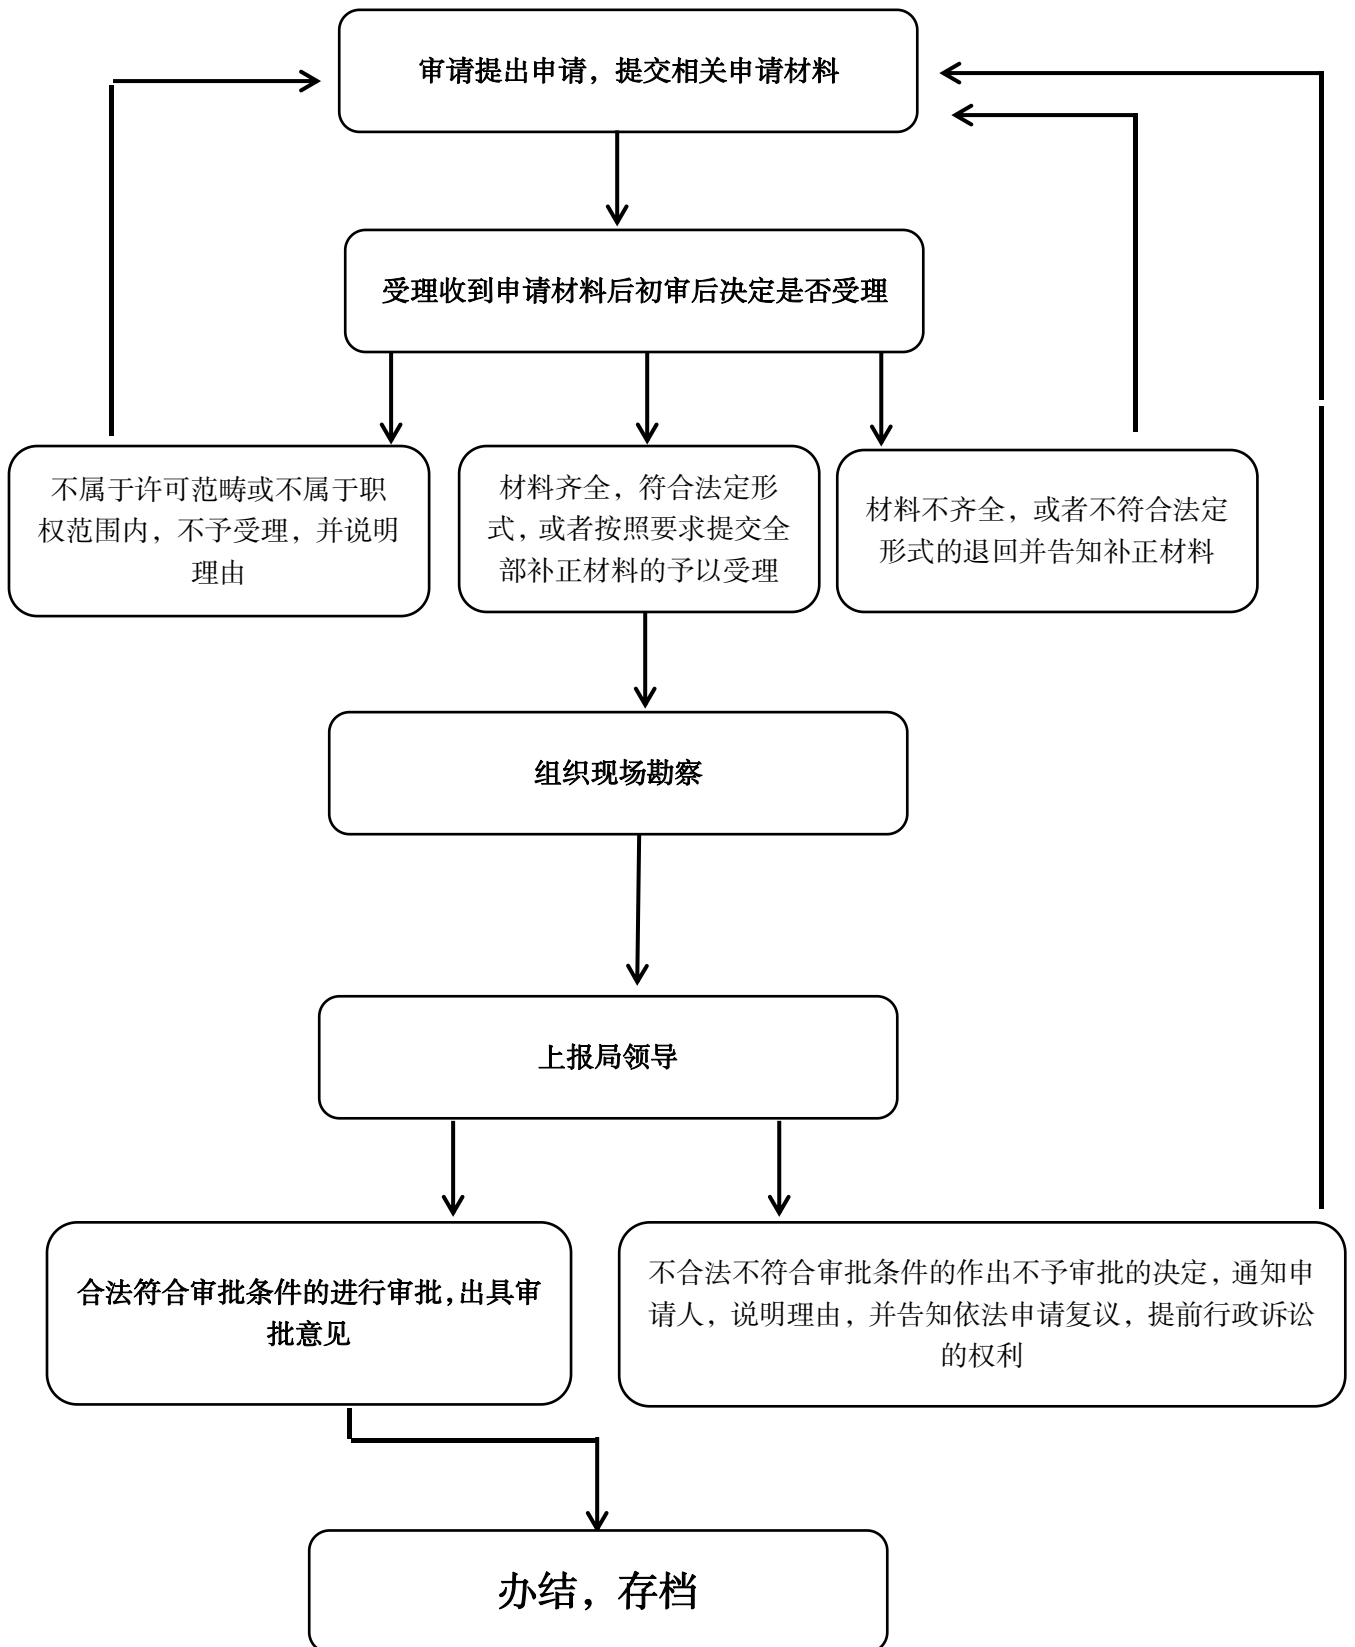 审请提出申请，提交相关申请材料
受理收到申请材料后初审后决定是否受理
不属于许可范畴或不属于职
权范围内，不予受理，并说明
理由
材料齐全，符合法定形
式，或者按照要求提交全
部补正材料的予以受理
材料不齐全，或者不符合法定
形式的退回并告知补正材料
组织现场勘察
上报局领导
合法符合审批条件的进行审批，出具审
批意见
不合法不符合审批条件的作出不予审批的决定，通知申
请人，说明理由，并告知依法申请复议，提前行政诉讼
的权利
办结，存档